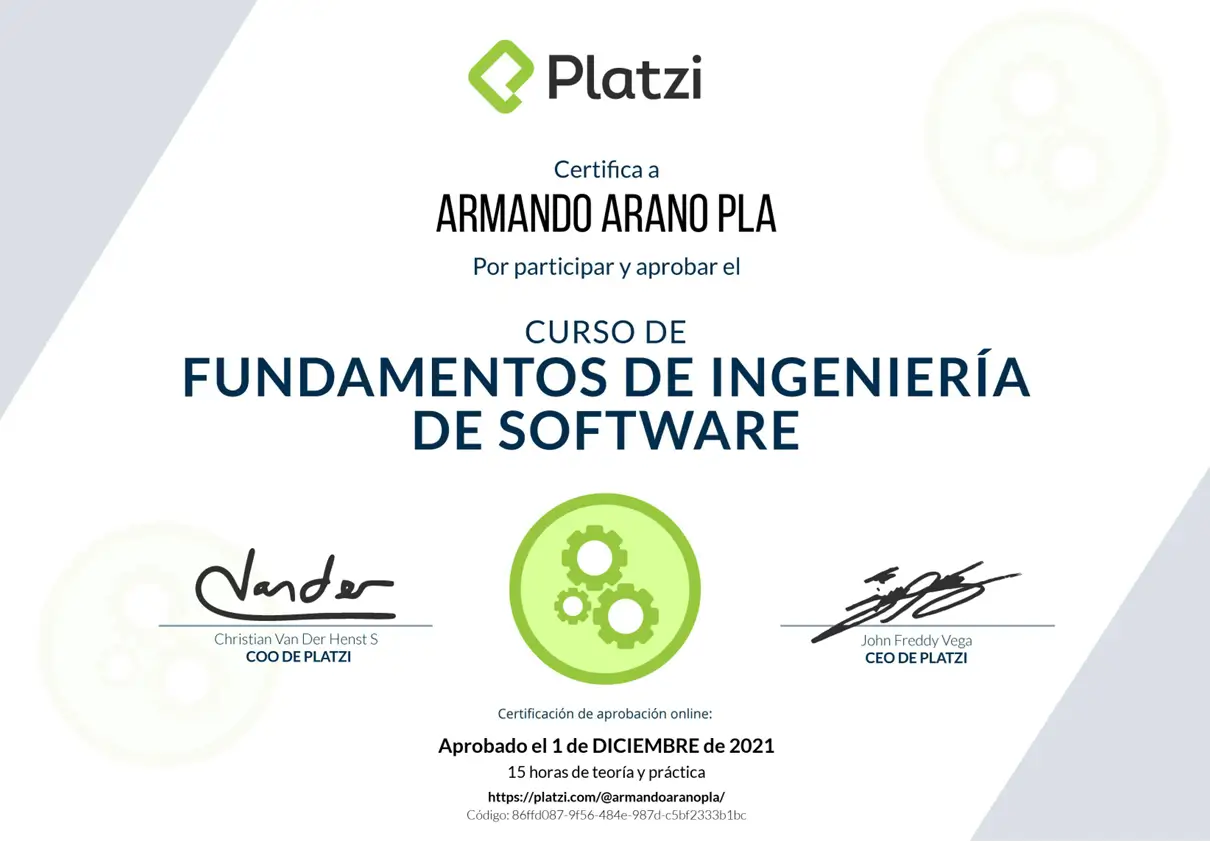 Platzi
Certifica a
ARMANDO ARANO PLA
Por participar y aprobar el
CURSO DE
FUNDAMENTOS DE INGENIERÍA
DE SOFTWARE
Vander
Christian Van Der Henst S
COO DE PLATZI
John Freddy Vega
CEO DE PLATZI
Certificación de aprobación online:
Aprobado el 1 de DICIEMBRE de 2021
15 horas de teoría y práctica
https://platzi.com/@armandoaranopla/
Código: 86ffd087-9f56-484e-987d-c5bf2333b1bc